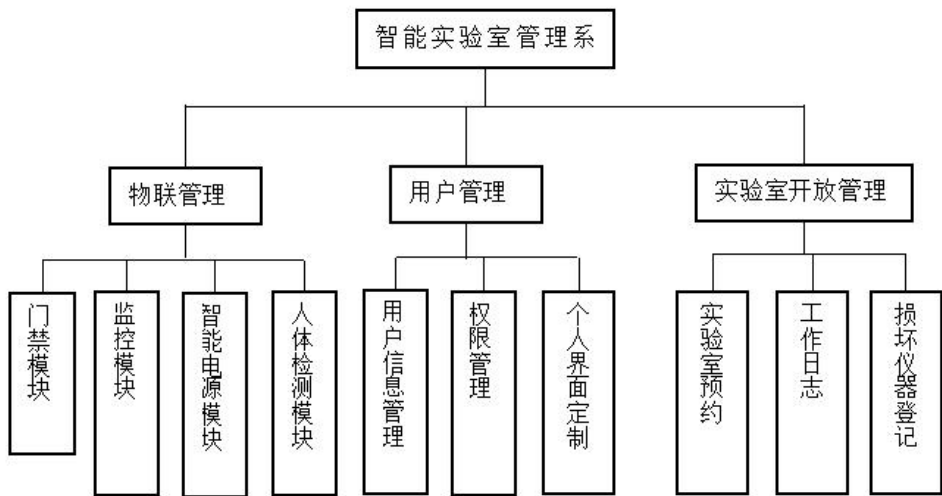 智能实验室管理系
物联管理
用户管理
实验室开放管理
门禁模块
监控模块
智能电源模块
人体检测模块
用户信息管理
权限管理
个人界面定制
实验室预约
工作日志
损坏仪器登记